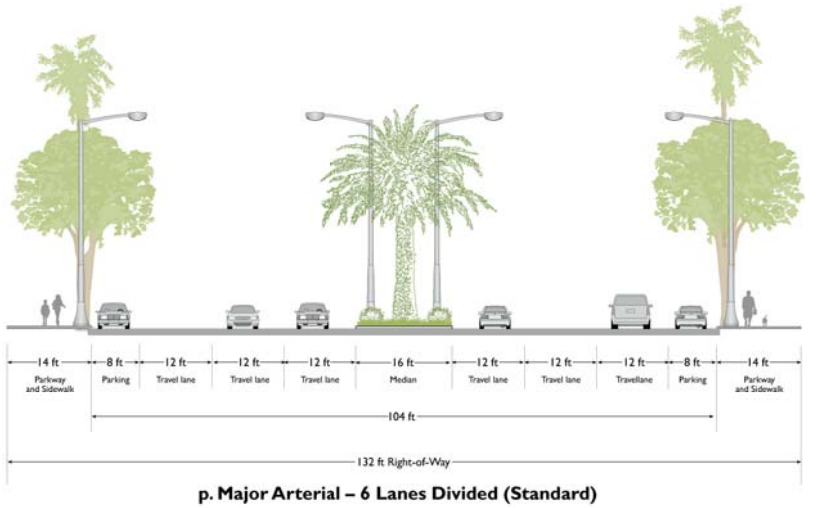 14 ft 8 ft 12 ft 12 ft 12 ft 16 ft 12 ft 12 ft 12 ft 8 ft 14 ft
Parkway Parking Travel lane Travel lane Travel lane Median Travel lane Travel lane Travellane Parking Parkway
and Sidewalk and Sidewalk
104 ft
132 ft Right-of-Way
p. Major Arterial – 6 Lanes Divided (Standard)